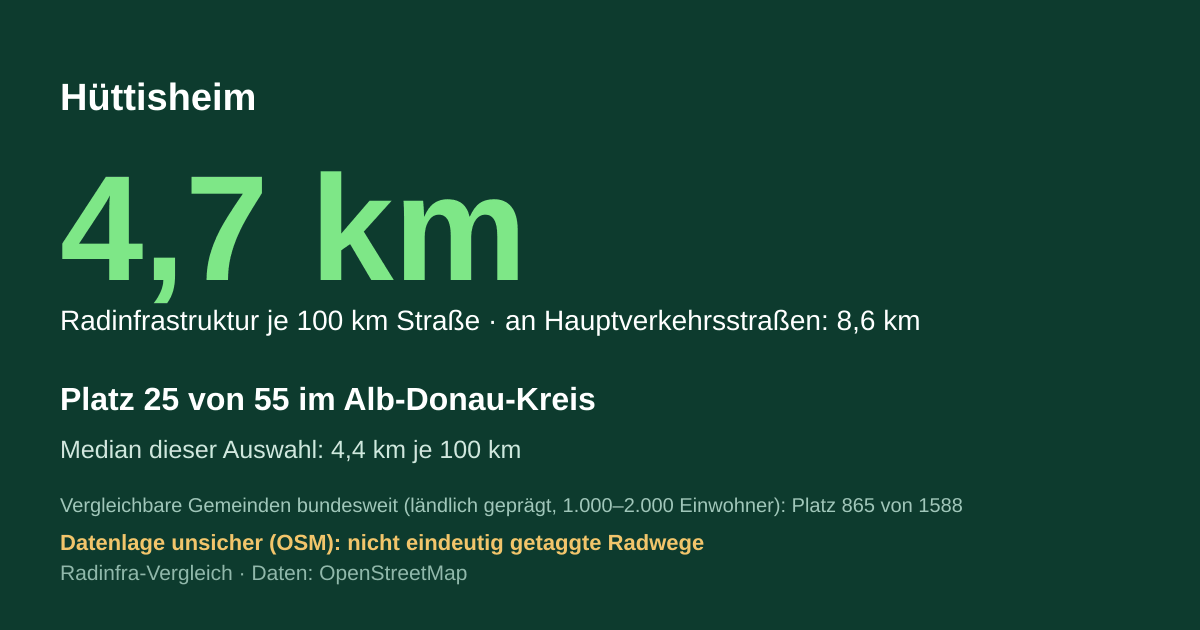 Hüttisheim
4,7 km
Radinfrastruktur je 100 km Straße · an Hauptverkehrsstraßen: 8,6 km
Platz 25 von 55 im Alb-Donau-Kreis
Median dieser Auswahl: 4,4 km je 100 km
Vergleichbare Gemeinden bundesweit (ländlich geprägt, 1.000–2.000 Einwohner): Platz 865 von 1588
Datenlage unsicher (OSM): nicht eindeutig getaggte Radwege
Radinfra-Vergleich · Daten: OpenStreetMap